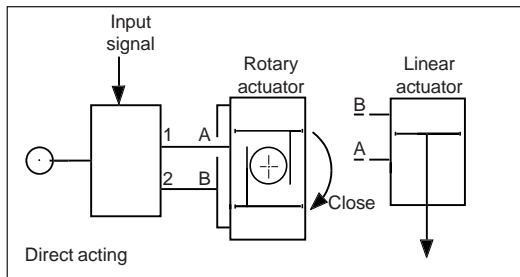 Input
signal
Rotary
actuator
Linear
actuator
1 A
2 B
B
A
Close
Direct acting